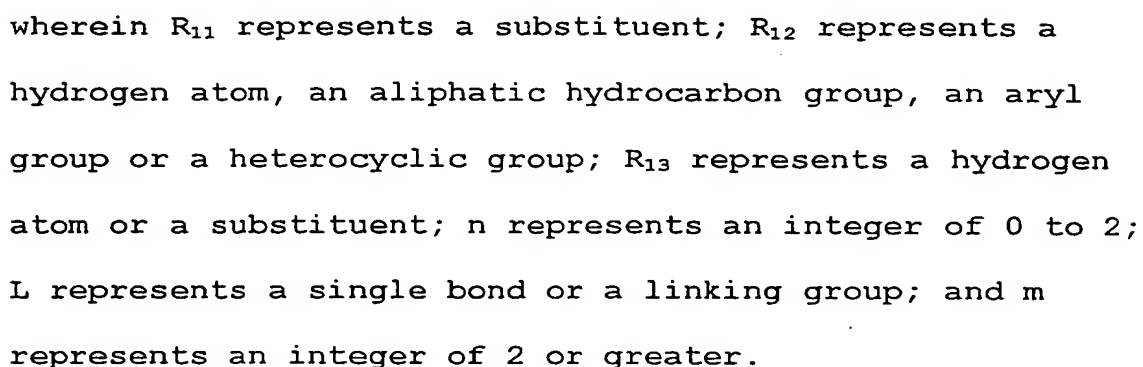 wherein R₁₁ represents a substituent; R₁₂ represents a
hydrogen atom, an aliphatic hydrocarbon group, an aryl
group or a heterocyclic group; R₁₃ represents a hydrogen
atom or a substituent; n represents an integer of 0 to 2;
L represents a single bond or a linking group; and m
represents an integer of 2 or greater.